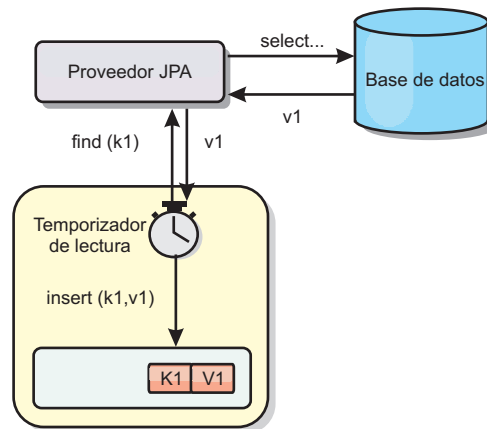 select...
Proveedor JPA
Base de datos
v1
find (k1)
v1
Temporizador
de lectura
insert (k1,v1)
K1 V1